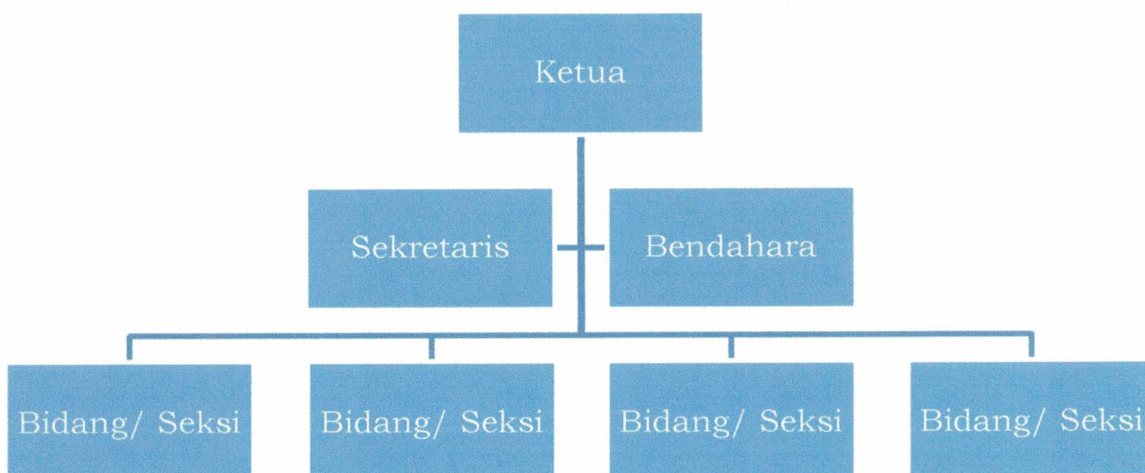 Ketua
Sekretaris
Bendahara
Bidang/ Seksi
Bidang/ Seksi
Bidang/ Seksi
Bidang/ Seksi